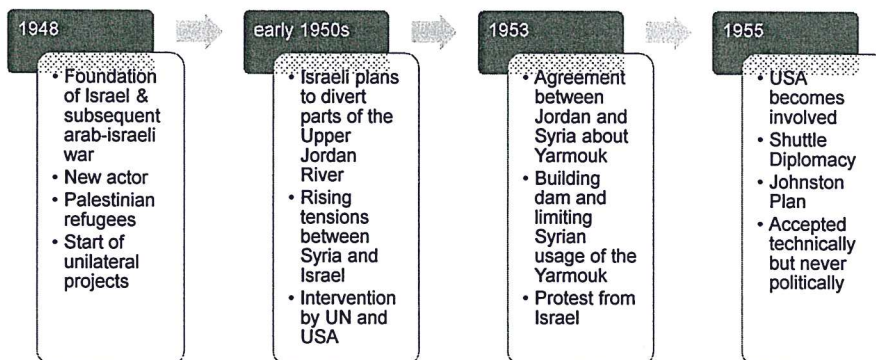 1948
• Foundation
of Israel &
subsequent
arab-israeli
war
• New actor
• Palestinian
refugees
• Start of
unilateral
projects
early 1950s
• Israeli plans
to divert
parts of the
Upper
Jordan
River
• Rising
tensions
between
Syria and
Israel
• Intervention
by UN and
USA
1953
• Agreement
between
Jordan and
Syria about
Yarmouk
• Building
dam and
limiting
Syrian
usage of the
Yarmouk
• Protest from
Israel
1955
• USA
becomes
involved
• Shuttle
Diplomacy
• Johnston
Plan
• Accepted
technically
but never
politically